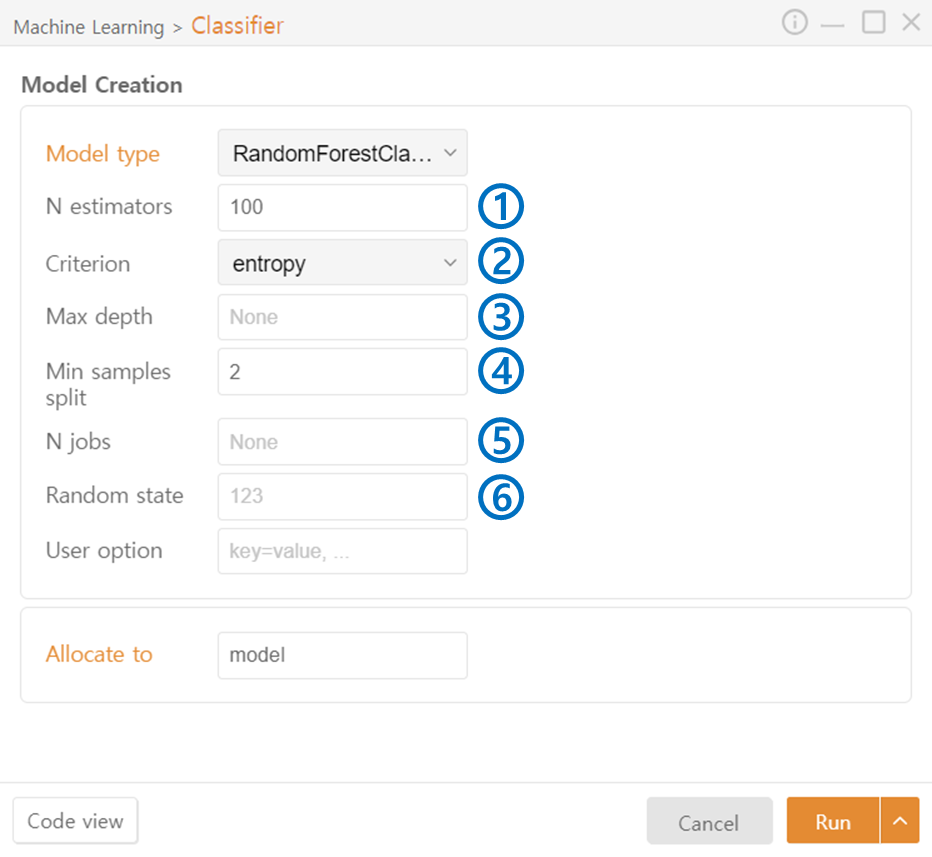 Machine Learning > Classifier
Model Creation
Model type RandomForestCla...
N estimators 100 ①
Criterion entropy ②
Max depth None ③
Min samples split 2 ④
N jobs None ⑤
Random state 123 ⑥
User option key=value, ...
Allocate to model
Code view Cancel Run